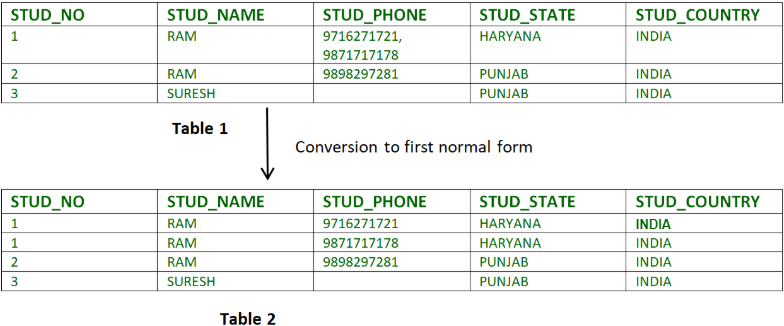 STUD_NO STUD_NAME STUD_PHONE STUD_STATE STUD_COUNTRY
1 RAM 9716271721, HARYANA INDIA
9871717178
2 RAM 9898297281 PUNJAB INDIA
3 SURESH PUNJAB INDIA
Table 1
Conversion to first normal form
STUD_NO STUD_NAME STUD_PHONE STUD_STATE STUD_COUNTRY
1 RAM 9716271721 HARYANA INDIA
1 RAM 9871717178 HARYANA INDIA
2 RAM 9898297281 PUNJAB INDIA
3 SURESH PUNJAB INDIA
Table 2